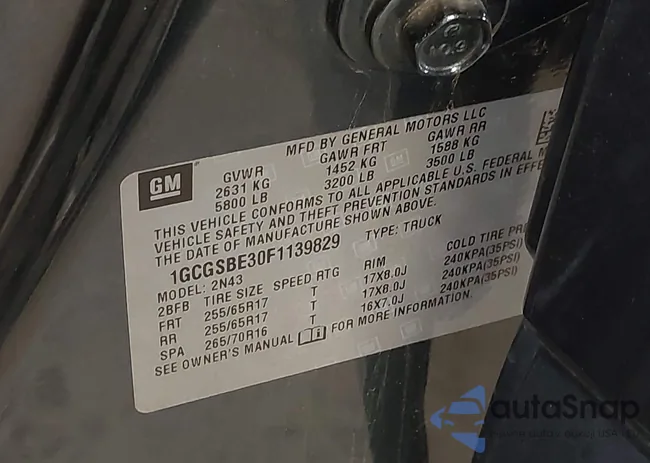 10.9
MFD BY GENERAL MOTORS LLC
GM
GVWR GAWR FRT GAWR RR
2631 KG 1452 KG 1588 KG
5800 LB 3200 LB 3500 LB
THIS VEHICLE CONFORMS TO ALL APPLICABLE U.S. FEDERAL
VEHICLE SAFETY AND THEFT PREVENTION STANDARDS IN EFFE
THE DATE OF MANUFACTURE SHOWN ABOVE.
1GCGSBE30F1139829 TYPE: TRUCK
MODEL: 2N43
2BFB TIRE SIZE SPEED RTG RIM COLD TIRE PR
FRT 255/65R17 T 17X8.0J 240KPA(35PSI)
RR 255/65R17 T 17X8.0J 240KPA(35PSI)
SPA 265/70R16 T 16X7.0J 240KPA(35PSI)
SEE OWNER'S MANUAL FOR MORE INFORMATION.
autaSnap